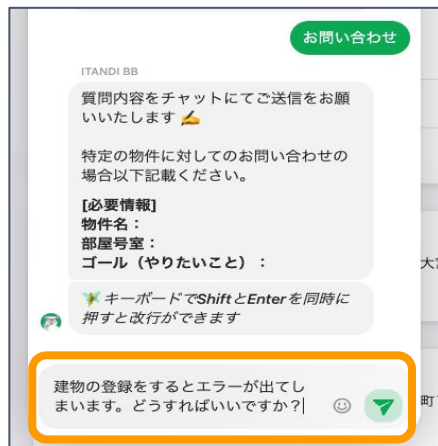 お問い合わせ
ITANDI BB
質問内容をチャットにてご送信をお願
いいたします ✍️
特定の物件に対してのお問い合わせの
場合以下記載ください。
[必要情報]
物件名：
部屋号室：
ゴール（やりたいこと）：
キーボードでShiftとEnterを同時に
押すと改行ができます
大
建物の登録をするとエラーが出てし
まいます。どうすればいいですか？
町